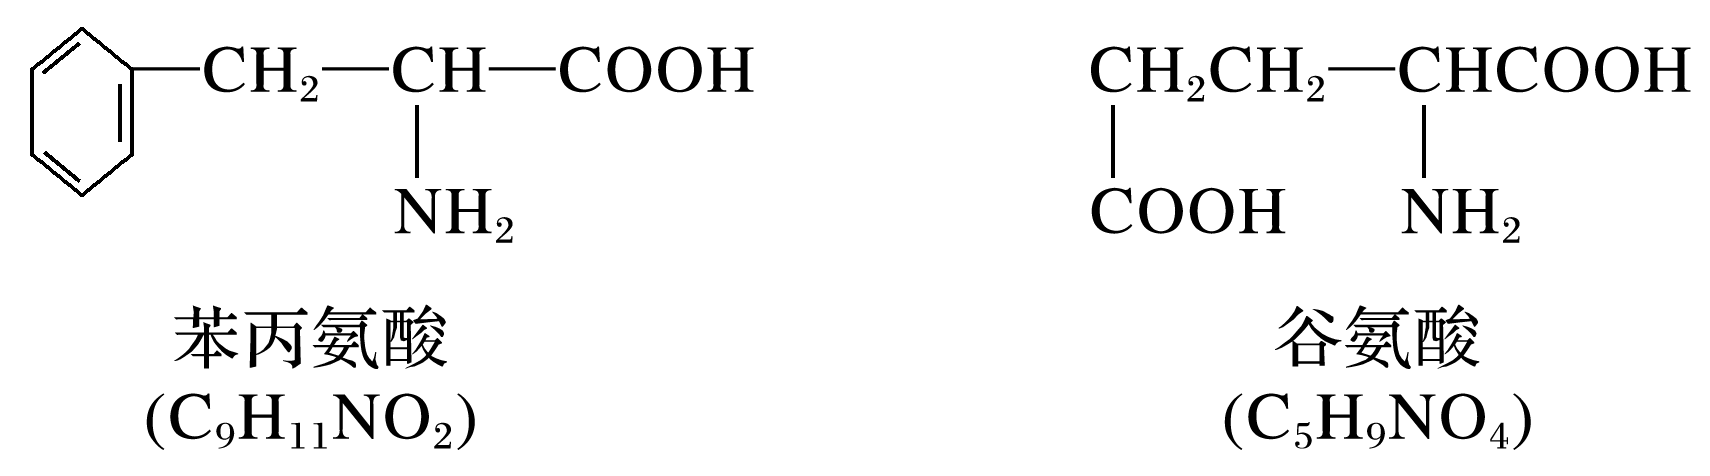 CH₂—CH—COOH CH₂CH₂—CHCOOH
NH₂ COOH NH₂
苯丙氨酸 谷氨酸
(C₉H₁₁NO₂) (C₅H₉NO₄)